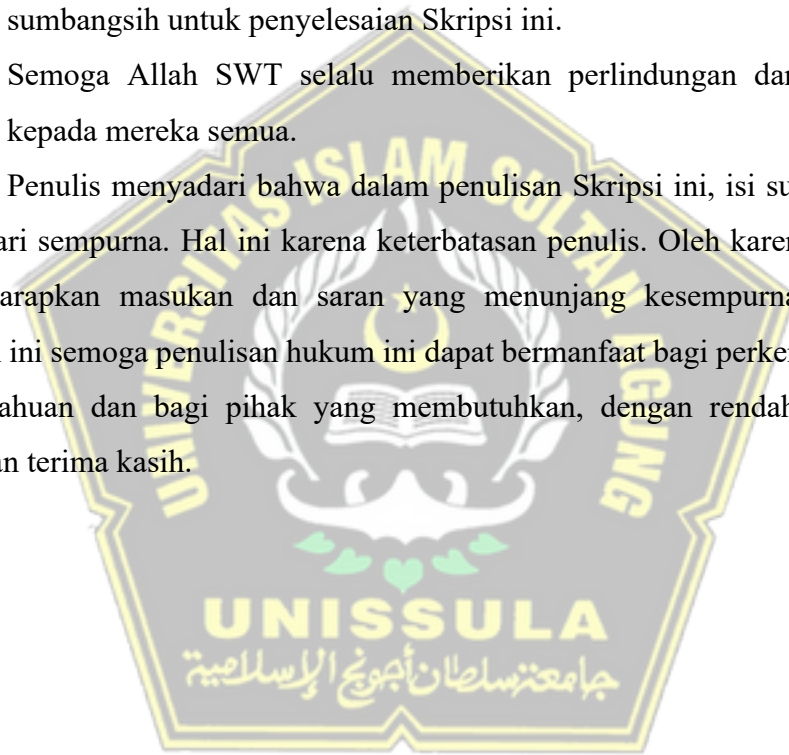 sumbangsih untuk penyelesaian Skripsi ini.
Semoga Allah SWT selalu memberikan perlindungan dan
kepada mereka semua.
Penulis menyadari bahwa dalam penulisan Skripsi ini, isi su
ari sempurna. Hal ini karena keterbatasan penulis. Oleh karen
arapkan masukan dan saran yang menunjang kesempurna
ini semoga penulisan hukum ini dapat bermanfaat bagi perke
ahuan dan bagi pihak yang membutuhkan, dengan rendah
an terima kasih.
UNIVERSITAS ISLAM SULTAN AGUNG
UNISSULA
جامعة سلطان أجونج الإسلامية